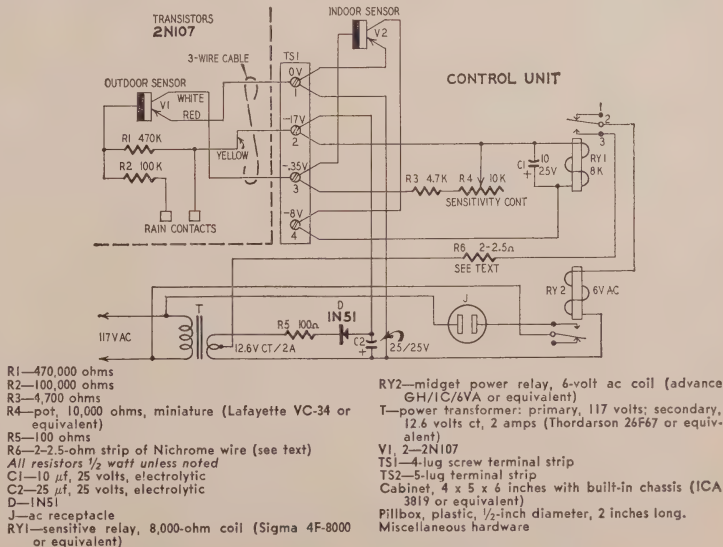 TRANSISTORS
2N107
INDOOR SENSOR
V2
3-WIRE CABLE
TS1
0V
1
CONTROL UNIT
OUTDOOR SENSOR
WHITE
V1
RED
-17V
2
R1 470K
YELLOW
R2 100K
-.35V
3
R3 4.7K
R4 10K
SENSITIVITY CONT
C1
10
25V
+
1
2
3
RY1
8K
RAIN CONTACTS
-8V
4
R6 2-2.5Ω
SEE TEXT
RY2
6V AC
J
T
117V AC
12.6V CT/2A
R5 100Ω
D
1N51
C2
+
25/25V
R1—470,000 ohms
R2—100,000 ohms
R3—4,700 ohms
R4—pot, 10,000 ohms, miniature (Lafayette VC-34 or
equivalent)
R5—100 ohms
R6—2-2.5-ohm strip of Nichrome wire (see text)
All resistors ½ watt unless noted
C1—10 μf, 25 volts, electrolytic
C2—25 μf, 25 volts, electrolytic
D—1N51
J—ac receptacle
RY1—sensitive relay, 8,000-ohm coil (Sigma 4F-8000
or equivalent)
RY2—midget power relay, 6-volt ac coil (advance
GH/1C/6VA or equivalent)
T—power transformer: primary, 117 volts; secondary,
12.6 volts ct, 2 amps (Thordarson 26F67 or equiv-
alent)
V1, 2—2N107
TS1—4-lug screw terminal strip
TS2—5-lug terminal strip
Cabinet, 4 x 5 x 6 inches with built-in chassis (ICA
3819 or equivalent)
Pillbox, plastic, ½-inch diameter, 2 inches long.
Miscellaneous hardware